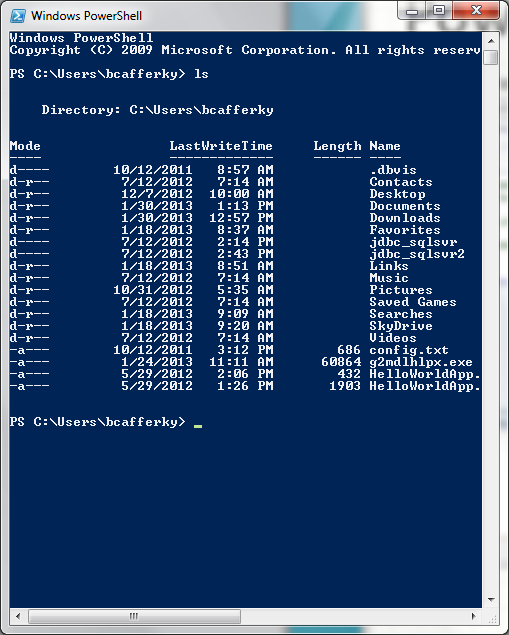 Windows PowerShell
Windows PowerShell
Copyright (C) 2009 Microsoft Corporation. All rights reserv
PS C:\Users\bcafferky> ls
Directory: C:\Users\bcafferky
Mode LastWriteTime Length Name
---- ------------- ------ ----
d---- 10/12/2011 8:57 AM .dbvis
d-r-- 7/12/2012 7:14 AM Contacts
d-r-- 12/7/2012 10:00 AM Desktop
d-r-- 1/30/2013 1:13 PM Documents
d-r-- 1/30/2013 12:57 PM Downloads
d-r-- 1/18/2013 8:37 AM Favorites
d---- 7/12/2012 2:14 PM jdbc_sqlsvr
d---- 7/12/2012 2:43 PM jdbc_sqlsvr2
d-r-- 1/18/2013 8:51 AM Links
d-r-- 7/12/2012 7:14 AM Music
d-r-- 10/31/2012 5:35 AM Pictures
d-r-- 7/12/2012 7:14 AM Saved Games
d-r-- 1/18/2013 9:09 AM Searches
d-r-- 1/18/2013 9:20 AM SkyDrive
d-r-- 7/12/2012 7:14 AM Videos
-a--- 10/12/2011 3:12 PM 686 config.txt
-a--- 1/24/2013 11:11 AM 60864 g2mdlhlpx.exe
-a--- 5/29/2012 2:06 PM 432 HelloWorldApp.
-a--- 5/29/2012 1:26 PM 1903 HelloWorldApp.
PS C:\Users\bcafferky> _